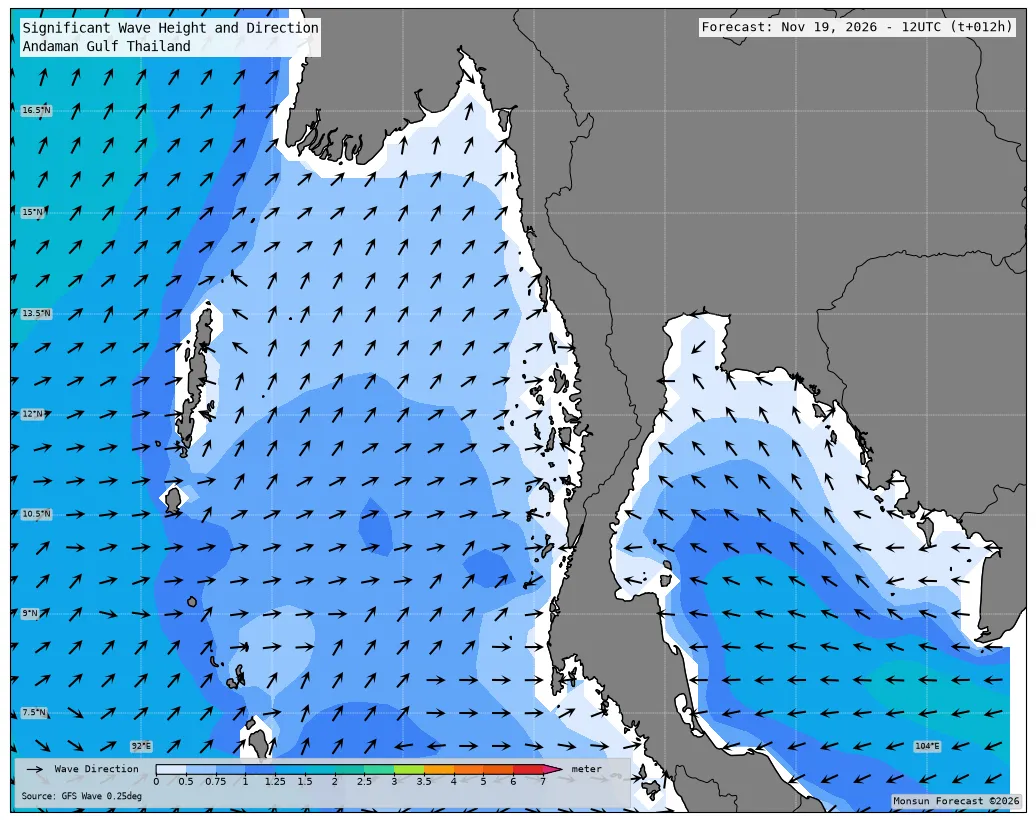 Significant Wave Height and Direction
Andaman Gulf Thailand
Forecast: Nov 19, 2026 - 12UTC (t+012h)
16.5°N
15°N
13.5°N
12°N
10.5°N
9°N
7.5°N
92°E
104°E
Wave Direction
0 0.5 0.75 1 1.25 1.5 2 2.5 3 3.5 4 5 6 7
meter
Source: GFS Wave 0.25deg
Monsun Forecast ©2026